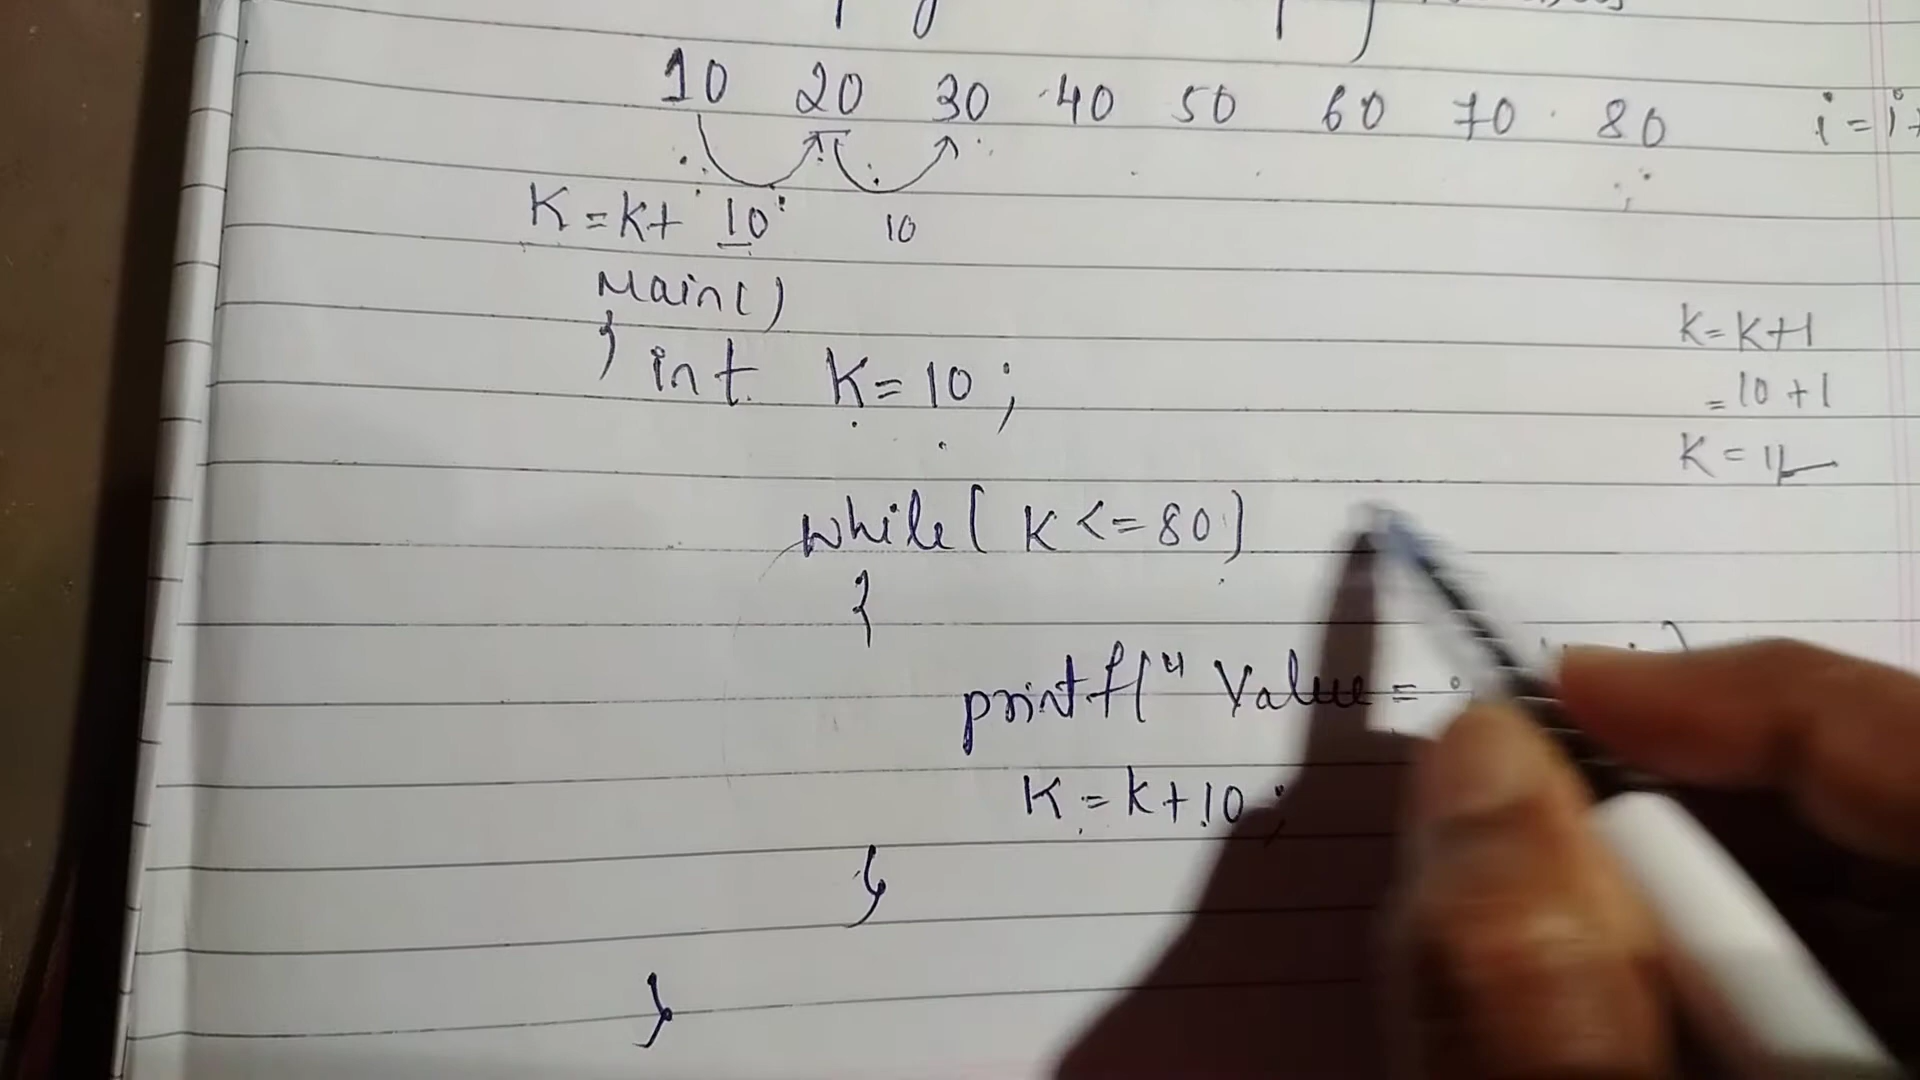 10 20 30 40 50 60 70 80 i = i+
K = k + 10 10
Main()
{ int K = 10 ;
K = K+1
= 10 + 1
K = 11
while ( K <= 80 )
{
printf(" Value =
K = k + 10 ;
}
}